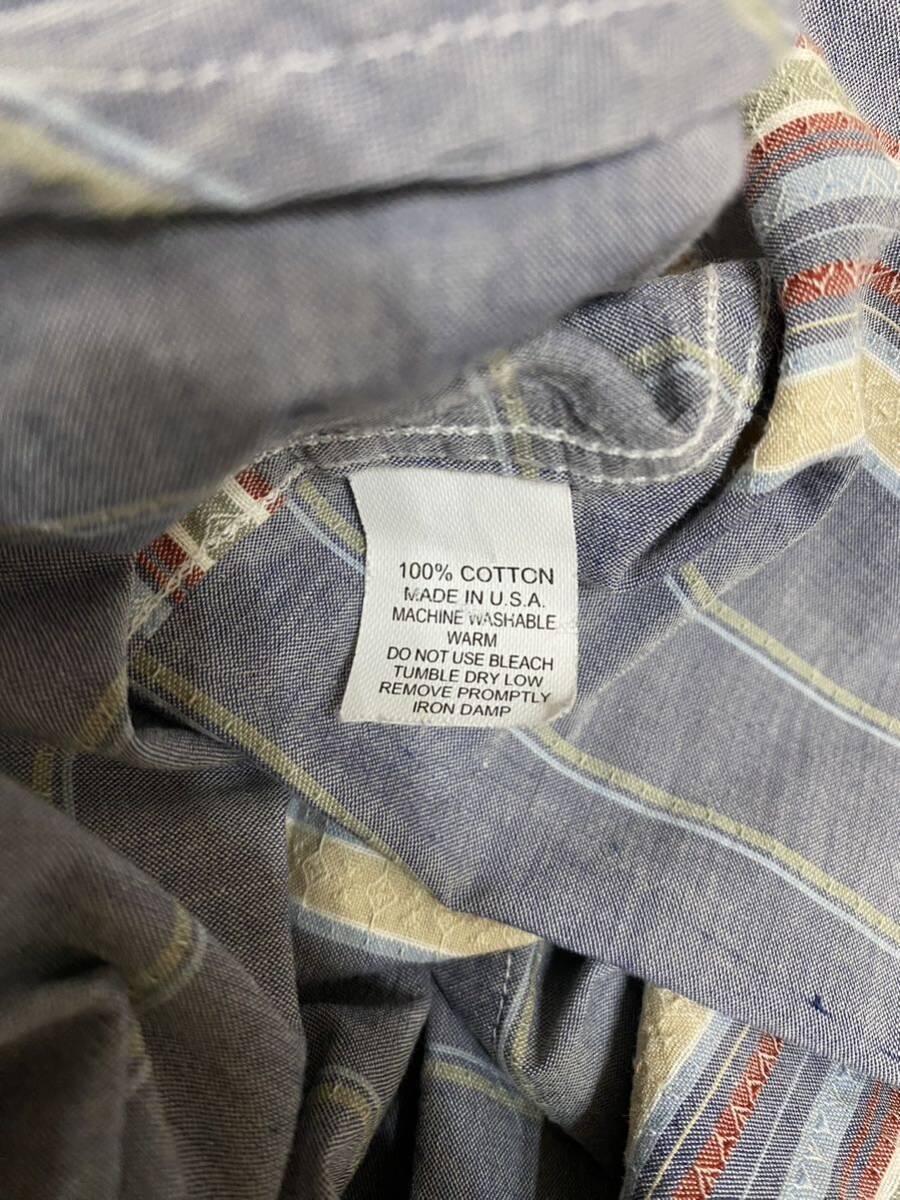 100% COTTON
MADE IN U.S.A.
MACHINE WASHABLE
WARM
DO NOT USE BLEACH
TUMBLE DRY LOW
REMOVE PROMPTLY
IRON DAMP